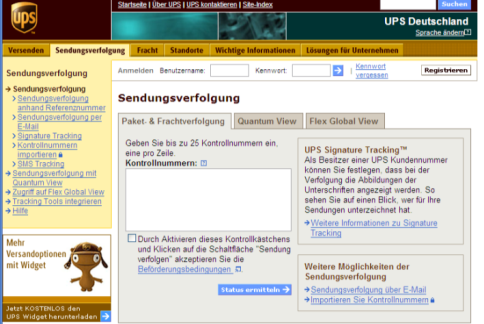 Startseite | Über UPS | UPS kontaktieren | Site-Index
Suchen
ups
UPS Deutschland
Sprache ändern
Versenden Sendungsverfolgung Fracht Standorte Wichtige Informationen Lösungen für Unternehmen
Anmelden Benutzername: Kennwort: Kennwort vergessen Registrieren
Sendungsverfolgung
Sendungsverfolgung
Sendungsverfolgung
anhand Referenznummer
Sendungsverfolgung per
E-Mail
Signature Tracking
Kontrollnummern
importieren
SMS Tracking
Sendungsverfolgung mit
Quantum View
Zugriff auf Flex Global View
Tracking Tools integrieren
Hilfe
Mehr
Versandoptionen
mit Widget
Jetzt KOSTENLOS den
UPS Widget herunterladen
Sendungsverfolgung
Paket- & Frachtverfolgung Quantum View Flex Global View
Geben Sie bis zu 25 Kontrollnummern ein,
eine pro Zeile.
Kontrollnummern:
Durch Aktivieren dieses Kontrollkästchens
und Klicken auf die Schaltfläche "Sendung
verfolgen" akzeptieren Sie die
Beförderungsbedingungen
Status ermitteln
UPS Signature Tracking™
Als Besitzer einer UPS Kundennummer
können Sie festlegen, dass bei der
Verfolgung die Abbildungen der
Unterschriften angezeigt werden. So
sehen Sie auf einen Blick, wer für Ihre
Sendungen unterzeichnet hat.
Weitere Informationen zu Signature
Tracking
Weitere Möglichkeiten der
Sendungsverfolgung
Sendungsverfolgung über E-Mail
Importieren Sie Kontrollnummern